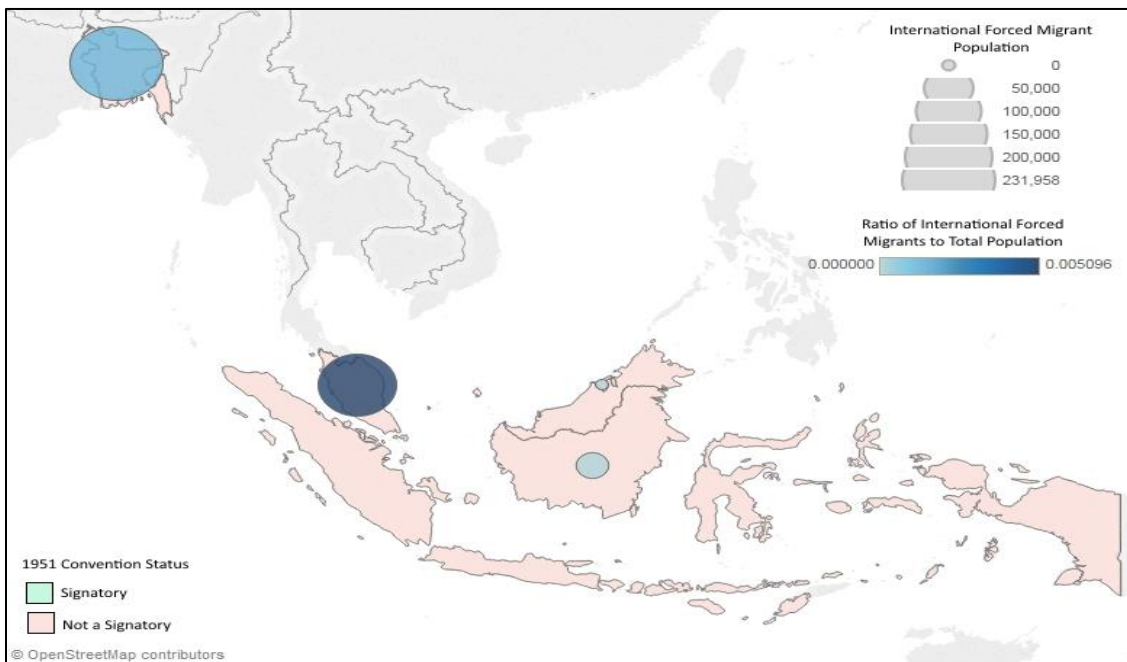 International Forced Migrant
Population
0
50,000
100,000
150,000
200,000
231,958
Ratio of International Forced
Migrants to Total Population
0.000000 0.005096
1951 Convention Status
Signatory
Not a Signatory
© OpenStreetMap contributors